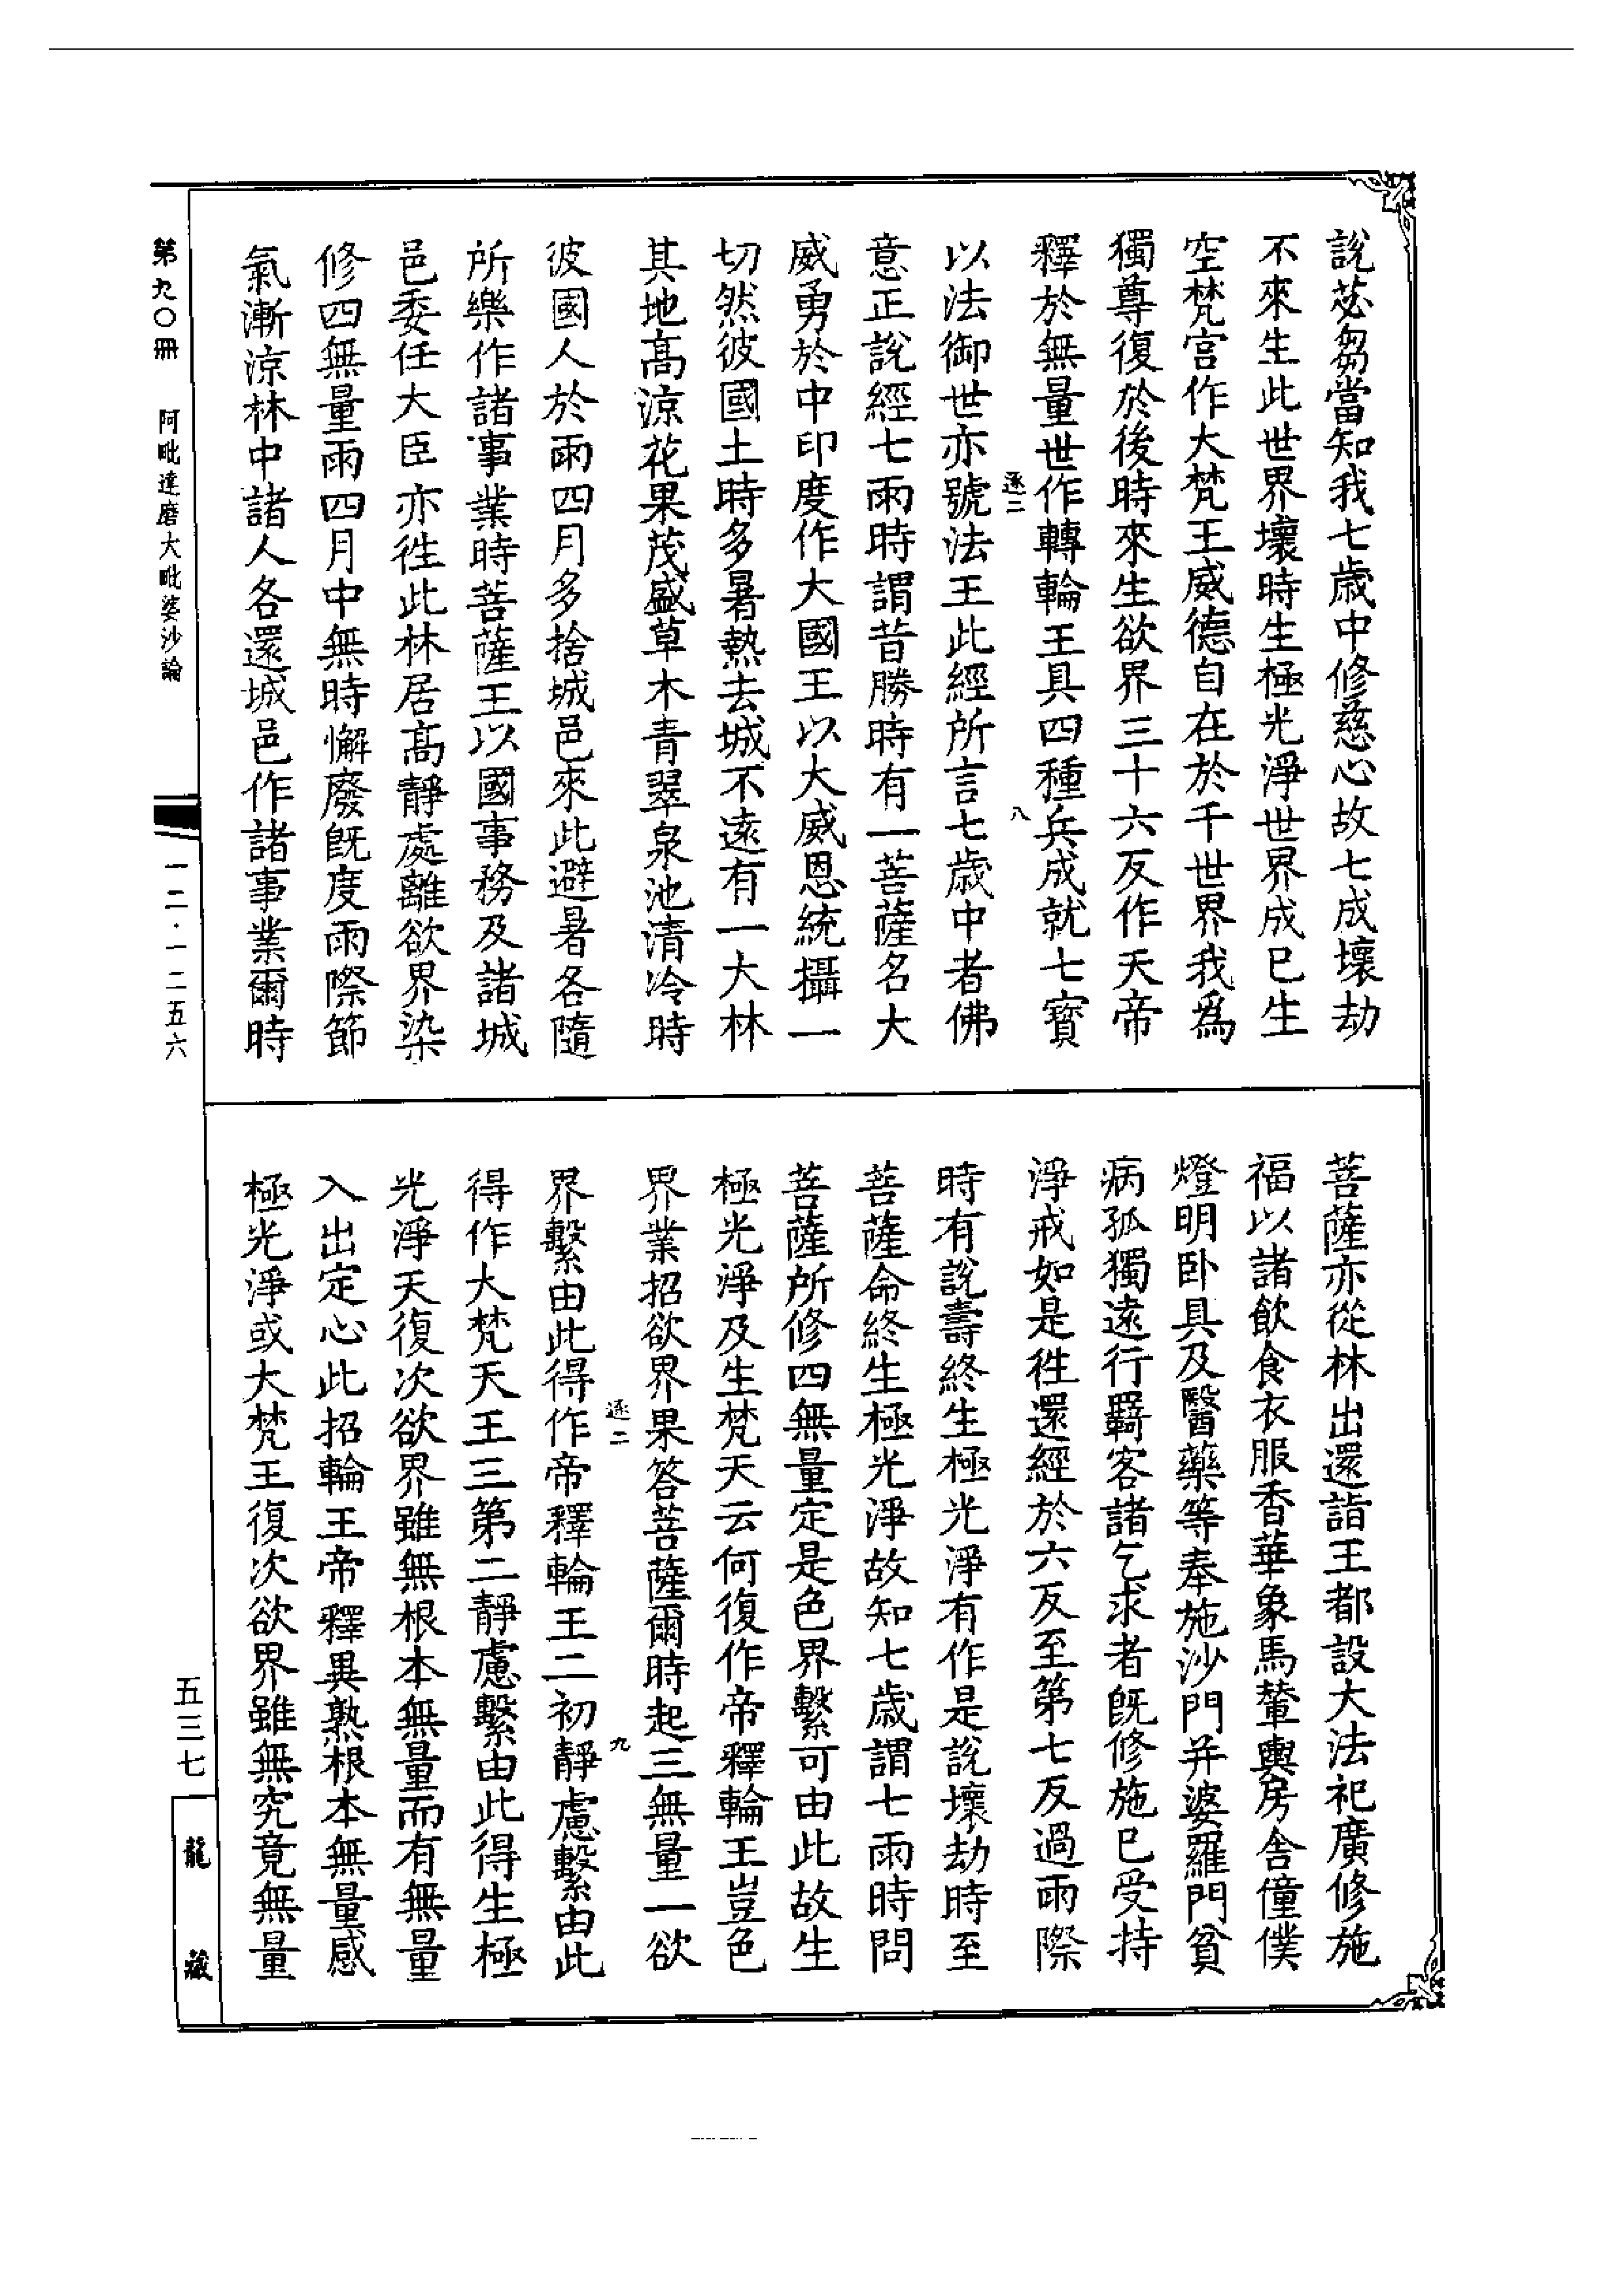 說苾芻當知我七歲中修慈心故七成壞劫
不來生此世界壞時生極光淨世界成已生
空梵宮作大梵王威德自在於千世界我為
獨尊復於後時來生欲界三十六反作天帝
釋於無量世作轉輪王具四種兵成就七寶
逐二
八
以法御世亦號法王此經所言七歲中者佛
意正說經七雨時謂昔勝時有一菩薩名大
威勇於中印度作大國王以大威恩統攝一
切然彼國土時多暑熱去城不遠有一大林
其地高涼花果茂盛草木青翠泉池清冷時
彼國人於雨四月多捨城邑來此避暑各隨
所樂作諸事業時菩薩王以國事務及諸城
邑委任大臣亦徃此林居高靜處離欲界染
修四無量雨四月中無時懈廢既度雨際節
氣漸涼林中諸人各還城邑作諸事業爾時
菩薩亦從林出還詣王都設大法祀廣修施
福以諸飲食衣服香華象馬輦輿房舍僮僕
燈明卧具及醫藥等奉施沙門并婆羅門貧
病孤獨遠行羇客諸乞求者既修施已受持
淨戒如是徃還經於六反至第七反過雨際
時有說壽終生極光淨有作是說壞劫時至
菩薩命終生極光淨故知七歲謂七雨時問
菩薩所修四無量定是色界繫可由此故生
極光淨及生梵天云何復作帝釋輪王豈色
界業招欲界果答菩薩爾時起三無量一欲
逐二
九
界繫由此得作帝釋輪王二初靜慮繫由此
得作大梵天王三第二靜慮繫由此得生極
光淨天復次欲界雖無根本無量而有無量
入出定心此招輪王帝釋異熟根本無量感
極光淨或大梵王復次欲界雖無究竟無量
第九〇冊
阿毗達磨大毗婆沙論
一二·一二五六
五三七
龍藏